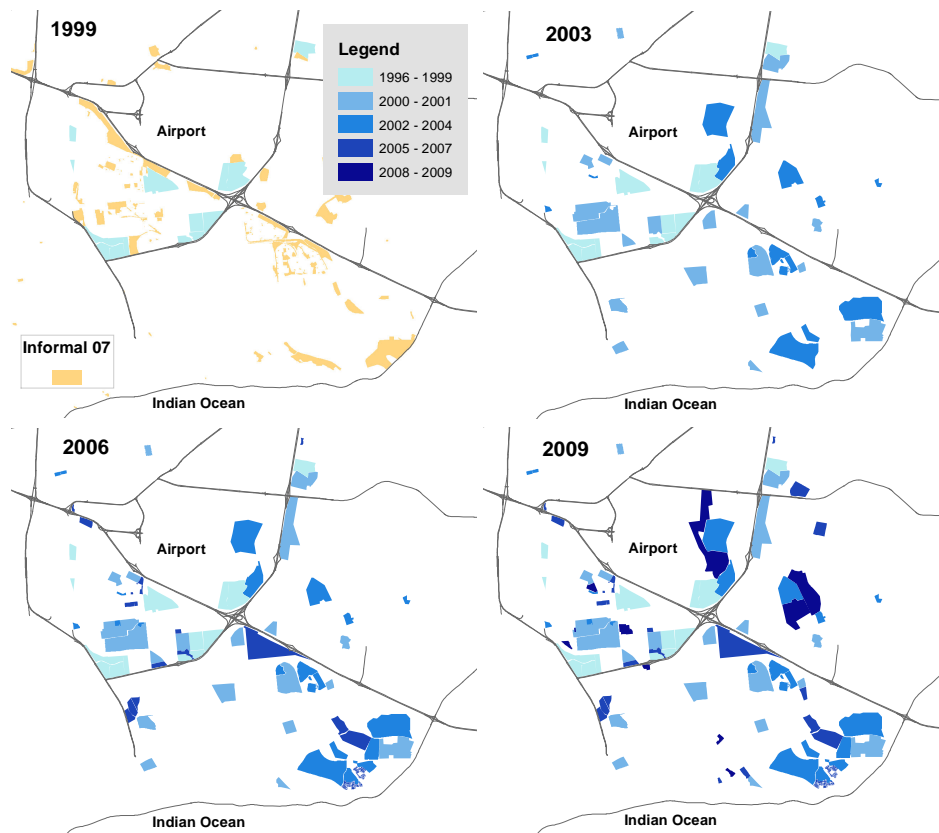 1999
Legend
1996 - 1999
2000 - 2001
2002 - 2004
2005 - 2007
2008 - 2009
Airport
Informal 07
Indian Ocean
2003
Airport
Indian Ocean
2006
Airport
Indian Ocean
2009
Airport
Indian Ocean